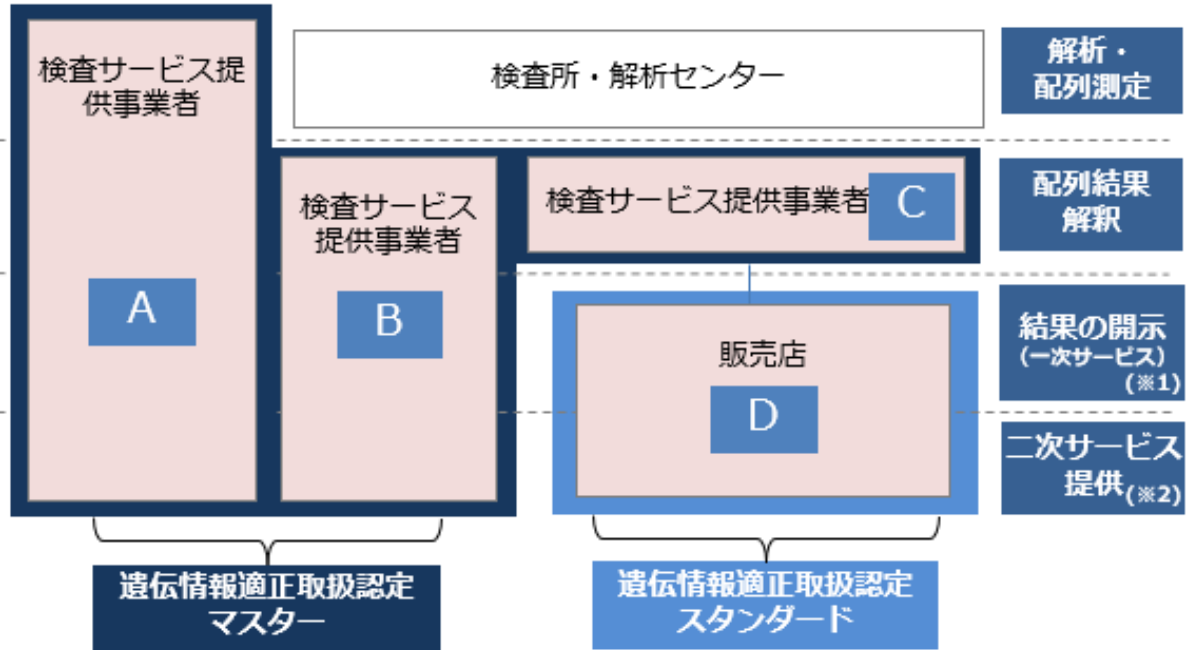 検査サービス提
供事業者
A
検査所・解析センター
解析・
配列測定
検査サービス
提供事業者
B
検査サービス提供事業者
C
配列結果
解釈
販売店
D
結果の開示
(一次サービス)
(※1)
二次サービス
提供(※2)
遺伝情報適正取扱認定
マスター
遺伝情報適正取扱認定
スタンダード